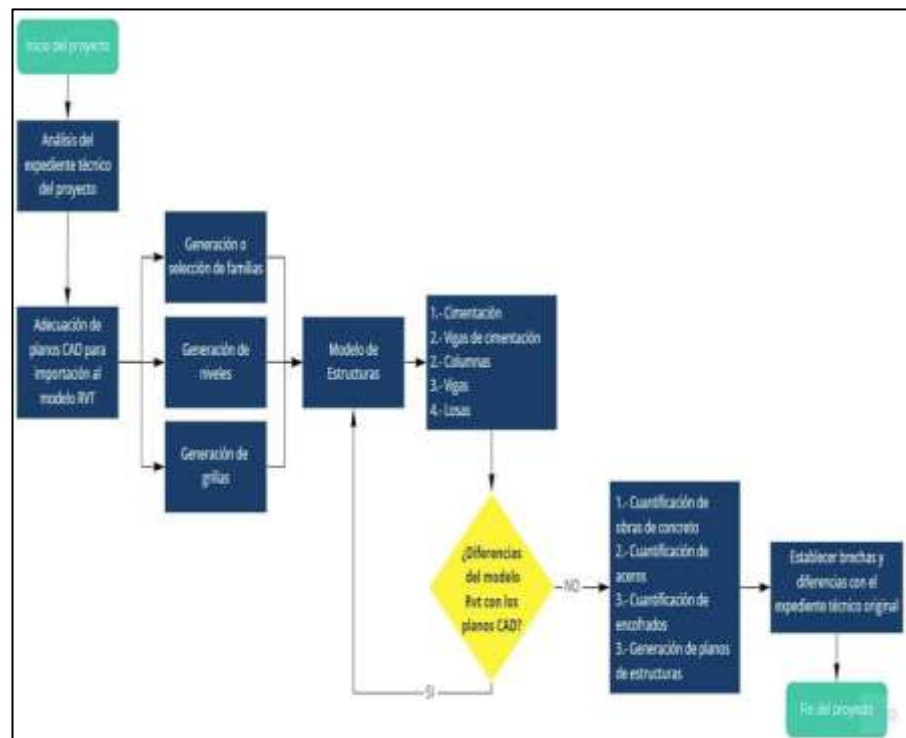 Inicio del proyecto
Análisis del
expediente técnico
del proyecto
Adecuación de
planos CAD para
importación al
modelo RVT
Generación o
selección de familias
Generación de
niveles
Generación de
grillas
Modelo de
Estructuras
1.- Cimentación
2.- Vigas de cimentación
2.- Columnas
3.- Vigas
4.- Losas
¿Diferencias
del modelo
Rvt con los
planos CAD?
SI
NO
1.- Cuantificación de
obras de concreto
2.- Cuantificación de
aceros
3.- Cuantificación de
encofrados
3.- Generación de planos
de estructuras
Establecer brechas y
diferencias con el
expediente técnico original
Fin del proyecto